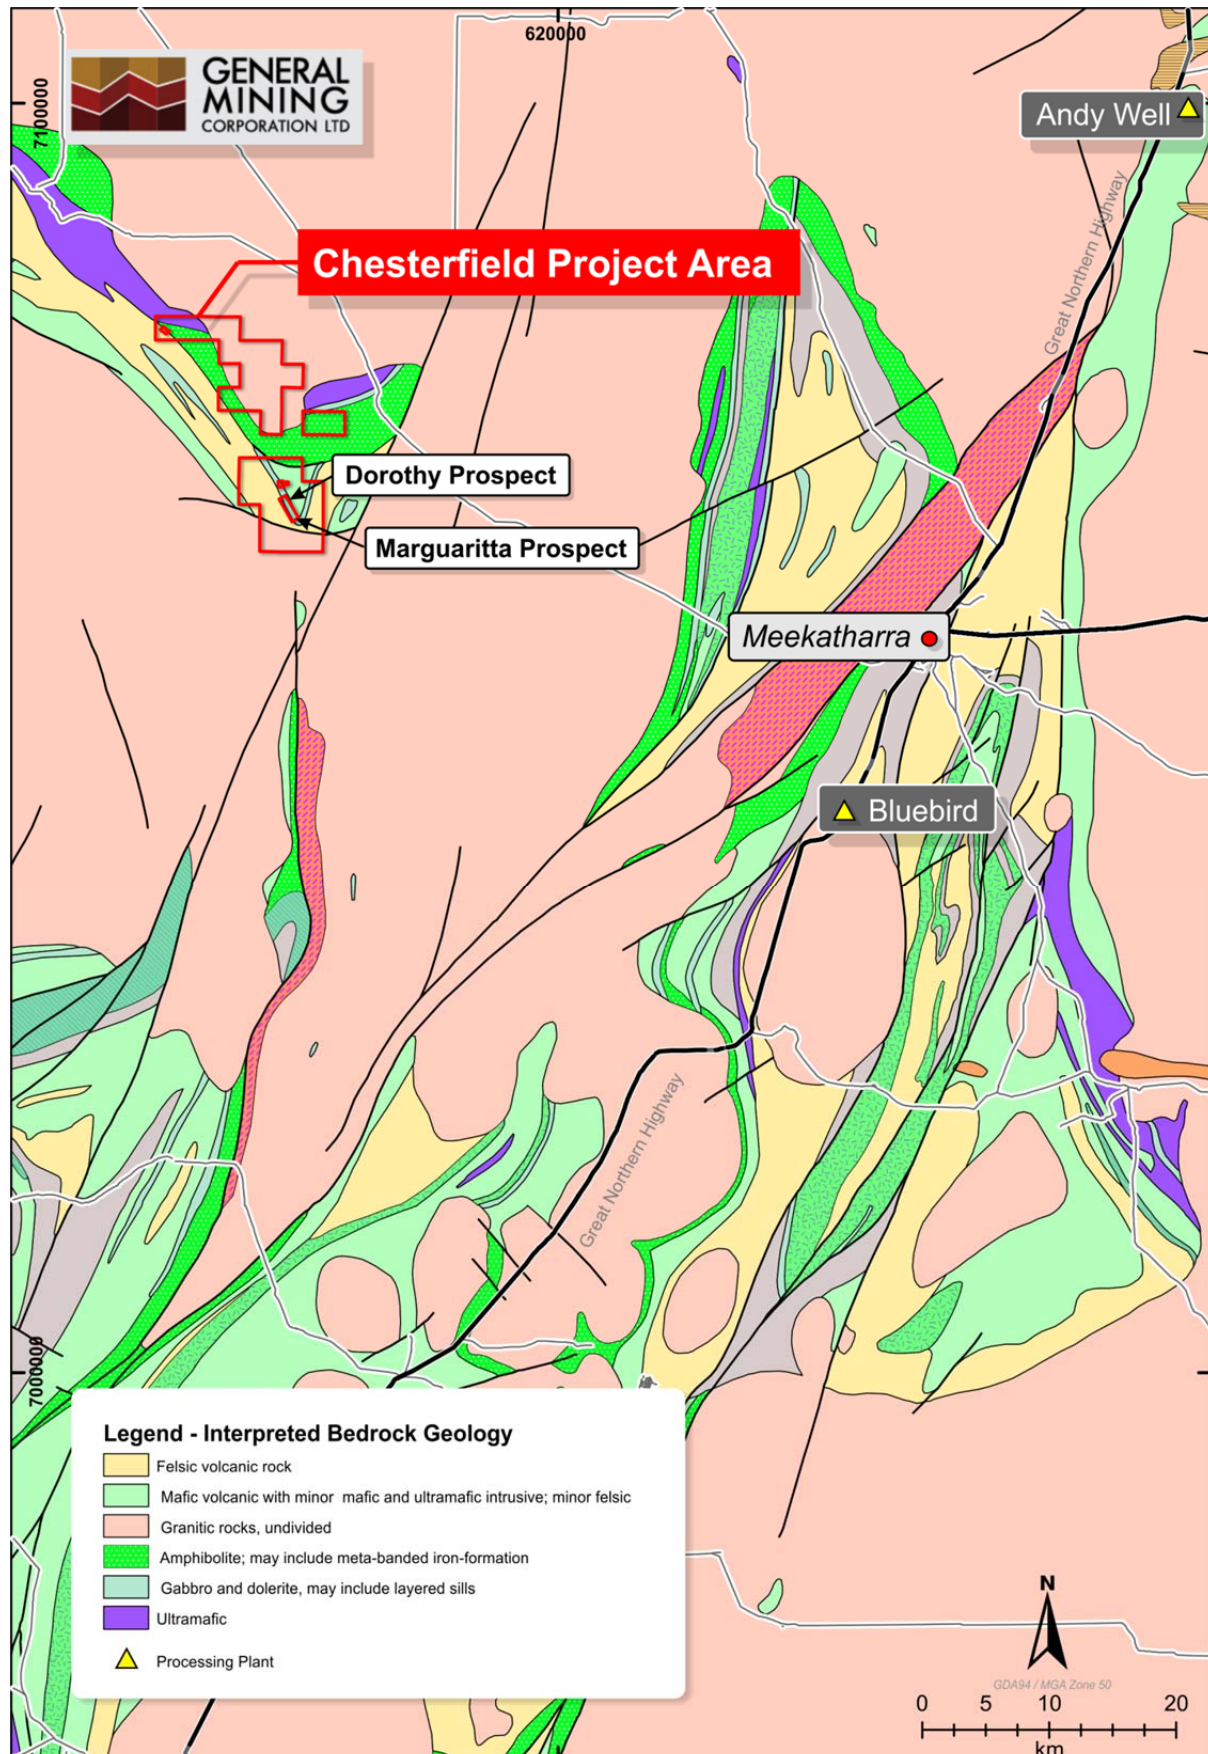 620000
GENERAL
MINING
CORPORATION LTD
7100000
Andy Well
Great Northern Highway
Chesterfield Project Area
Dorothy Prospect
Marguaritta Prospect
Meekatharra
Bluebird
Great Northern Highway
7000000
Legend - Interpreted Bedrock Geology
Felsic volcanic rock
Mafic volcanic with minor mafic and ultramafic intrusive; minor felsic
Granitic rocks, undivided
Amphibolite; may include meta-banded iron-formation
Gabbro and dolerite, may include layered sills
Ultramafic
Processing Plant
N
GDA94 / MGA Zone 50
0 5 10 20
km